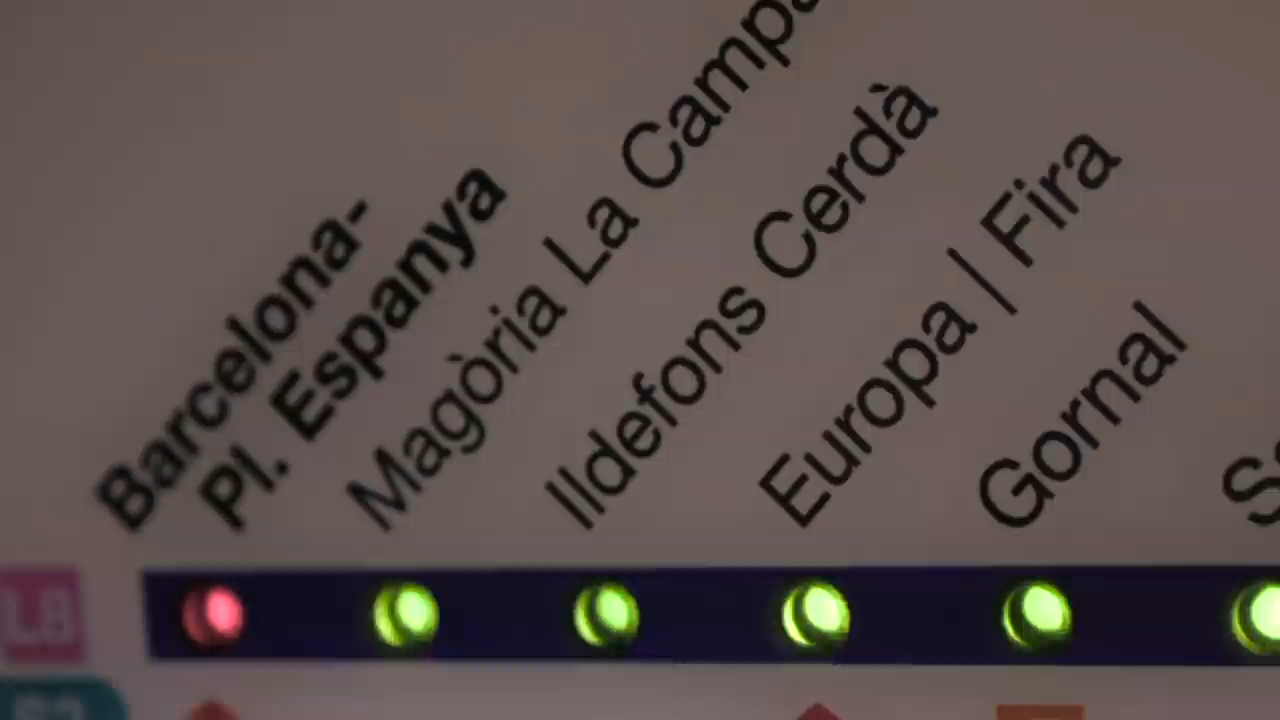 Barcelona-
Pl. Espanya
Magòria La Campa
Ildefons Cerdà
Europa | Fira
Gornal
L8